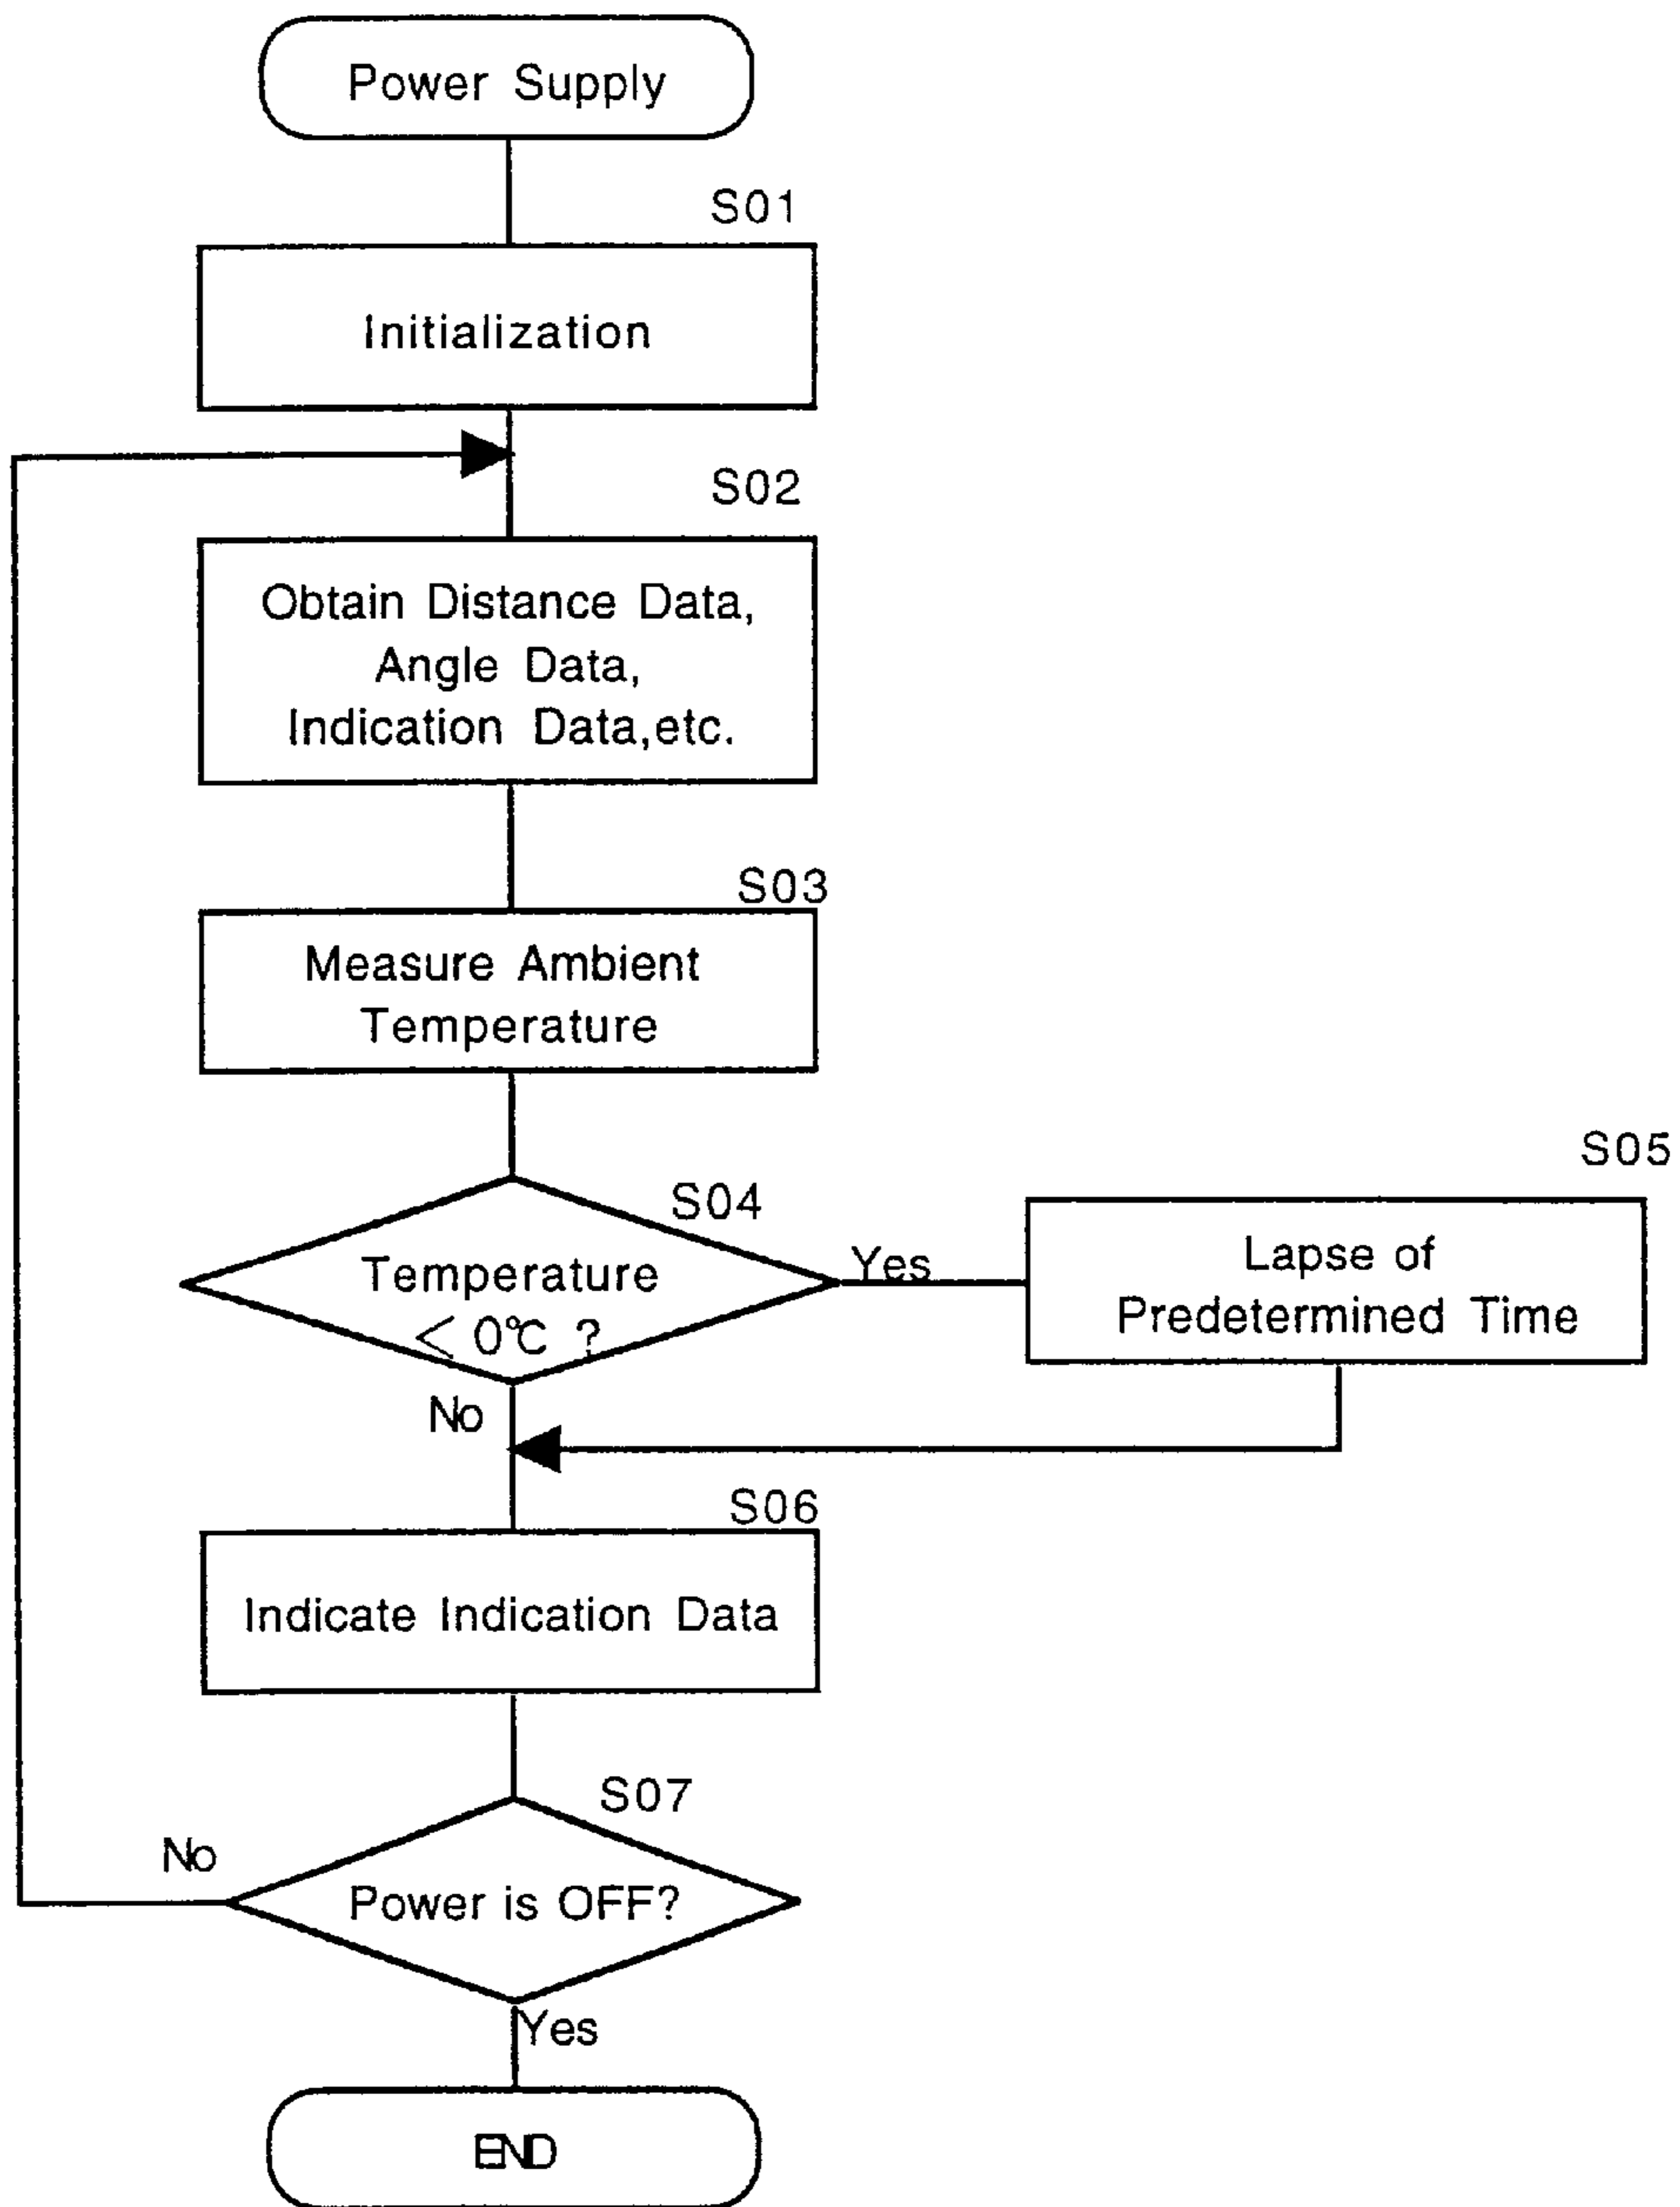 Power Supply
S01
Initialization
S02
Obtain Distance Data,
Angle Data,
Indication Data,etc.
S03
Measure Ambient
Temperature
S04
Temperature
< 0℃ ?
Yes
S05
Lapse of
Predetermined Time
No
S06
Indicate Indication Data
S07
No
Power is OFF?
Yes
END